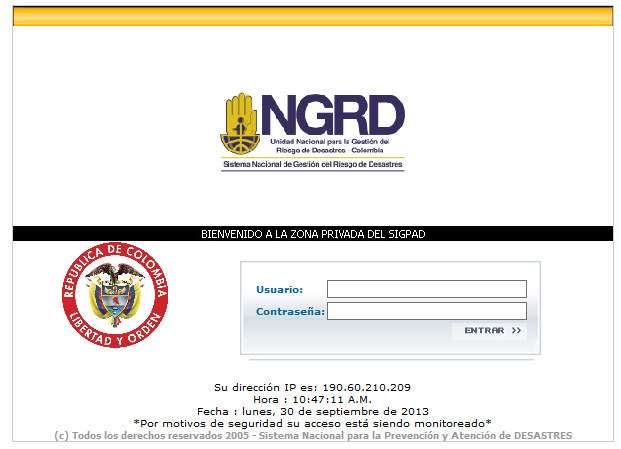 NGRD
Unidad Nacional para la Gestión del
Riesgo de Desastres - Colombia
Sistema Nacional de Gestión del Riesgo de Desastres
BIENVENIDO A LA ZONA PRIVADA DEL SIGPAD
REPUBLICA DE COLOMBIA
LIBERTAD Y ORDEN
Usuario:
Contraseña:
ENTRAR >>
Su dirección IP es: 190.60.210.209
Hora : 10:47:11 A.M.
Fecha : lunes, 30 de septiembre de 2013
*Por motivos de seguridad su acceso está siendo monitoreado*
(c) Todos los derechos reservados 2005 - Sistema Nacional para la Prevención y Atención de DESASTRES